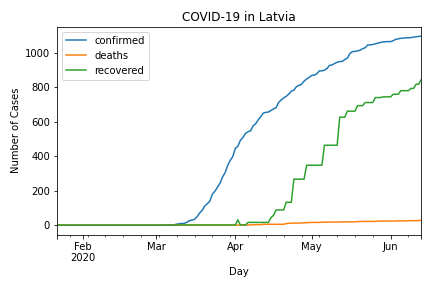 COVID-19 in Latvia
confirmed
deaths
recovered
Number of Cases
1000
800
600
400
200
0
Feb
2020
Mar
Apr
May
Jun
Day